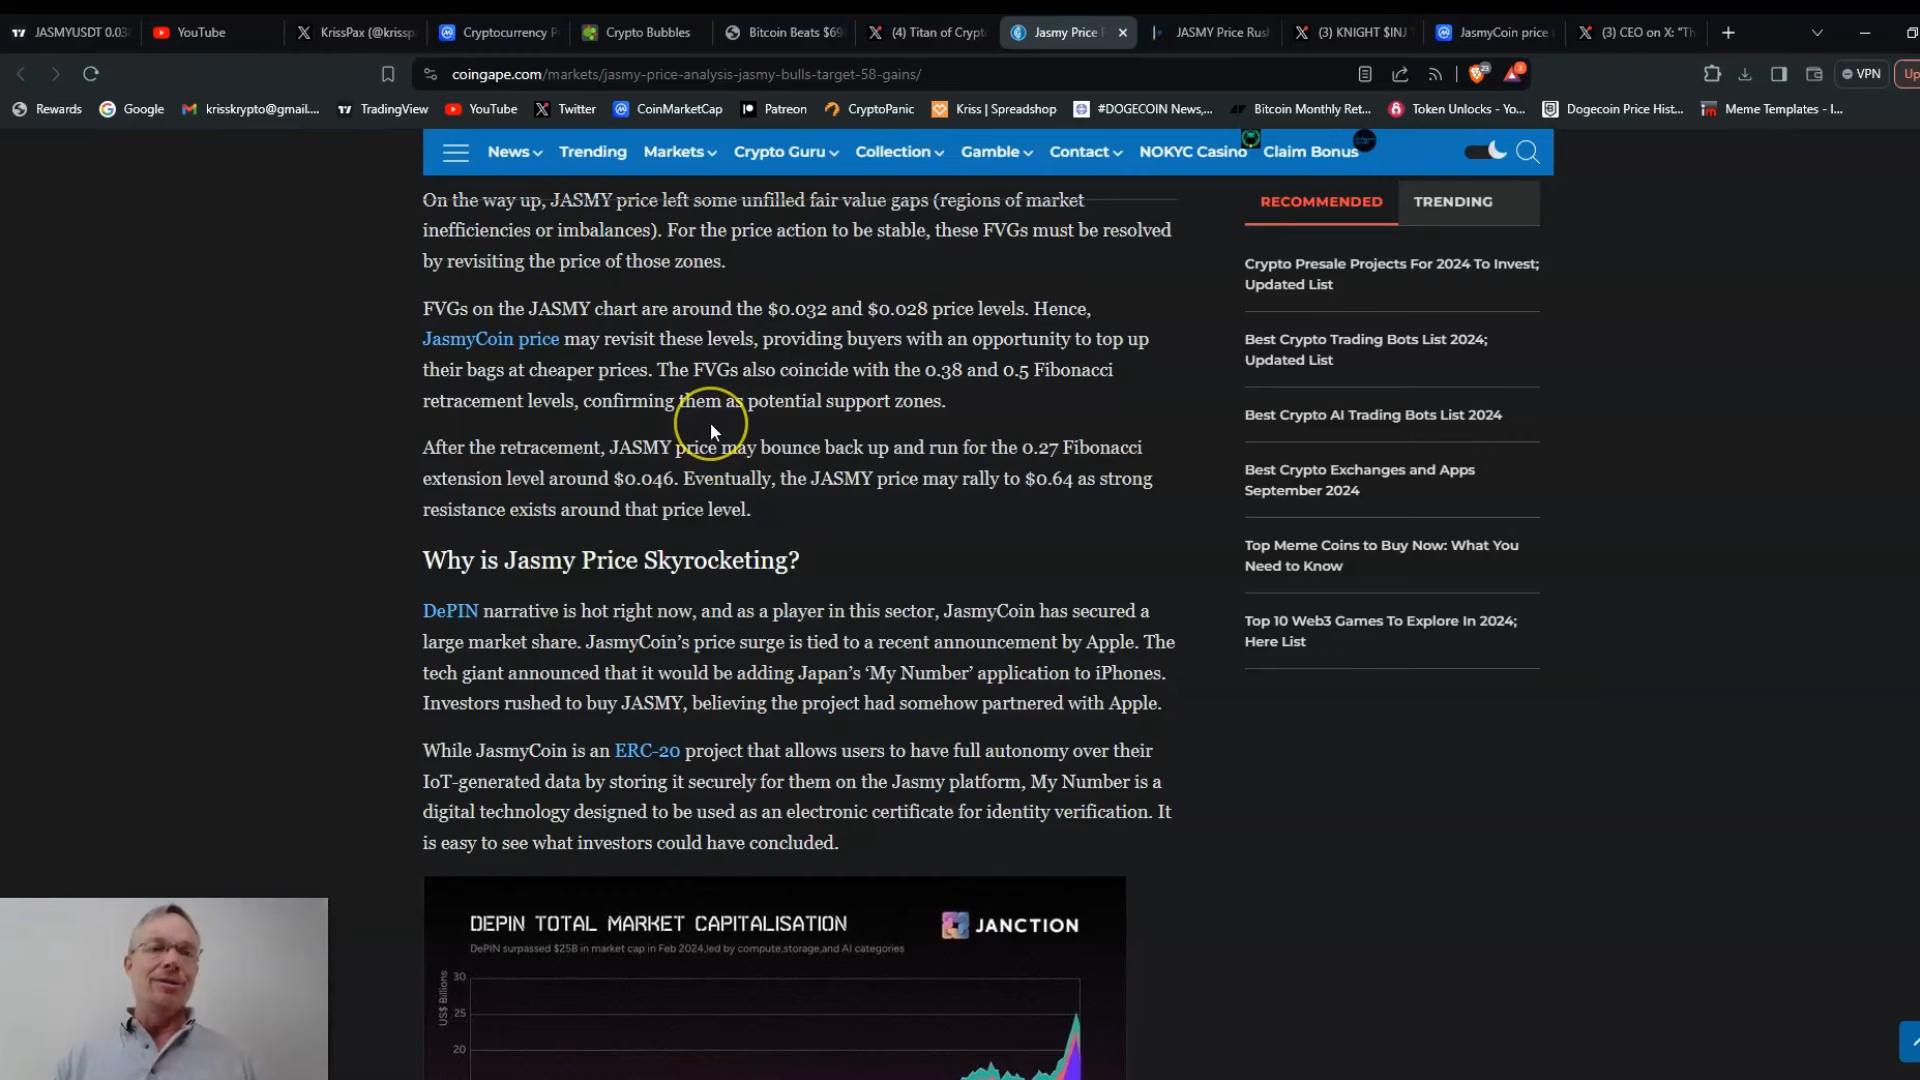 JASMYUSDT 0.03
YouTube
KrissPax (@krissp
Cryptocurrency P
Crypto Bubbles
Bitcoin Beats $69
(4) Titan of Crypt
Jasmy Price
JASMY Price Rus
(3) KNIGHT $INJ
JasmyCoin price
(3) CEO on X: "Th
coingape.com/markets/jasmy-price-analysis-jasmy-bulls-target-58-gains/
23
2
VPN
Up
Rewards
Google
krisskrypto@gmail....
TradingView
YouTube
Twitter
CoinMarketCap
Patreon
CryptoPanic
Kriss | Spreadshop
#DOGECOIN News,...
Bitcoin Monthly Ret...
Token Unlocks - Yo...
Dogecoin Price Hist...
Meme Templates - I...
News
Trending
Markets
Crypto Guru
Collection
Gamble
Contact
NOKYC Casino
Claim Bonus
On the way up, JASMY price left some unfilled fair value gaps (regions of market
inefficiencies or imbalances). For the price action to be stable, these FVGs must be resolved
by revisiting the price of those zones.
FVGs on the JASMY chart are around the $0.032 and $0.028 price levels. Hence,
JasmyCoin price may revisit these levels, providing buyers with an opportunity to top up
their bags at cheaper prices. The FVGs also coincide with the 0.38 and 0.5 Fibonacci
retracement levels, confirming them as potential support zones.
After the retracement, JASMY price may bounce back up and run for the 0.27 Fibonacci
extension level around $0.046. Eventually, the JASMY price may rally to $0.64 as strong
resistance exists around that price level.
Why is Jasmy Price Skyrocketing?
DePIN narrative is hot right now, and as a player in this sector, JasmyCoin has secured a
large market share. JasmyCoin's price surge is tied to a recent announcement by Apple. The
tech giant announced that it would be adding Japan's 'My Number' application to iPhones.
Investors rushed to buy JASMY, believing the project had somehow partnered with Apple.
While JasmyCoin is an ERC-20 project that allows users to have full autonomy over their
IoT-generated data by storing it securely for them on the Jasmy platform, My Number is a
digital technology designed to be used as an electronic certificate for identity verification. It
is easy to see what investors could have concluded.
DEPIN TOTAL MARKET CAPITALISATION
JANCTION
DePIN surpassed $25B in market cap in Feb 2024,led by compute,storage,and AI categories
US$ Billions
30
25
20
RECOMMENDED
TRENDING
Crypto Presale Projects For 2024 To Invest;
Updated List
Best Crypto Trading Bots List 2024;
Updated List
Best Crypto AI Trading Bots List 2024
Best Crypto Exchanges and Apps
September 2024
Top Meme Coins to Buy Now: What You
Need to Know
Top 10 Web3 Games To Explore In 2024;
Here List